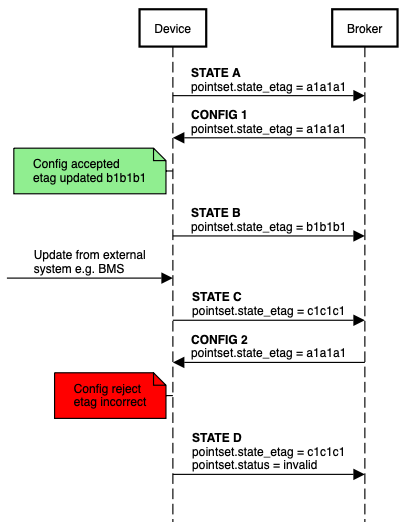 Device
Broker
STATE A
pointset.state_etag = a1a1a1
CONFIG 1
pointset.state_etag = a1a1a1
Config accepted
etag updated b1b1b1
STATE B
pointset.state_etag = b1b1b1
Update from external
system e.g. BMS
STATE C
pointset.state_etag = c1c1c1
CONFIG 2
pointset.state_etag = a1a1a1
Config reject
etag incorrect
STATE D
pointset.state_etag = c1c1c1
pointset.status = invalid